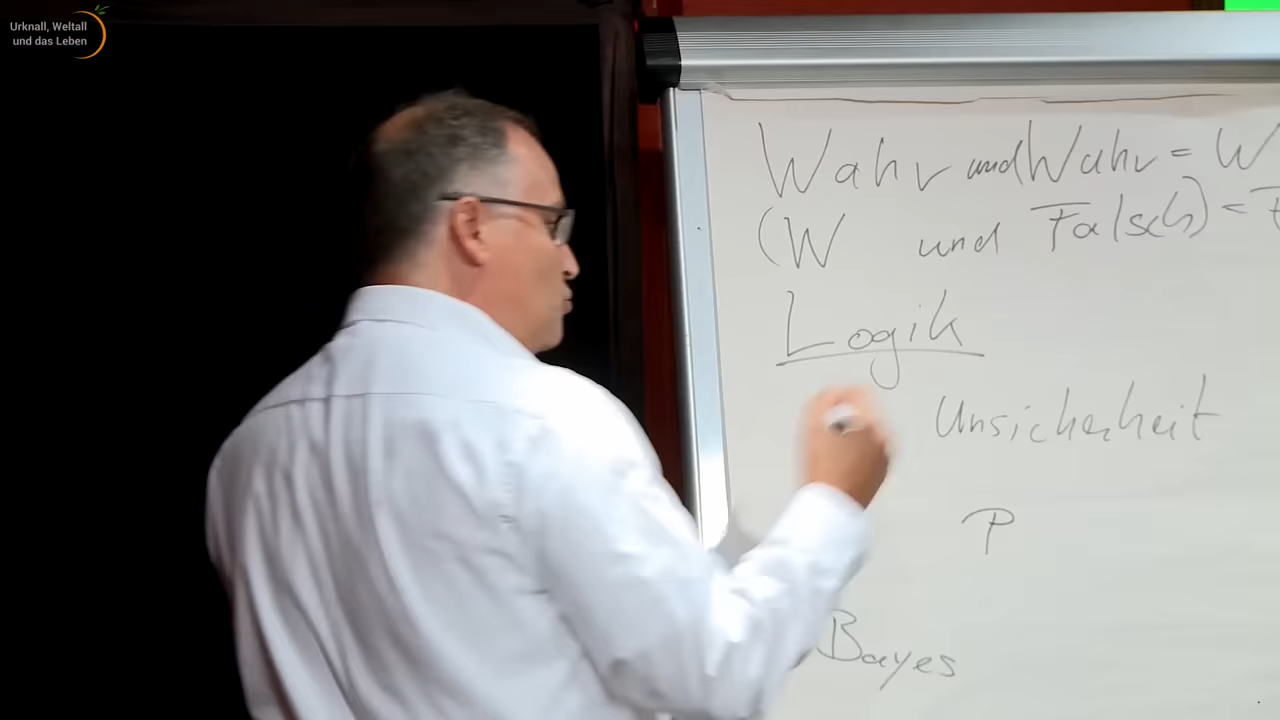 Urknall, Weltall
und das Leben
Wahr und Wahr = W
(W und Falsch) = F
Logik
Unsicherheit
P
Bayes